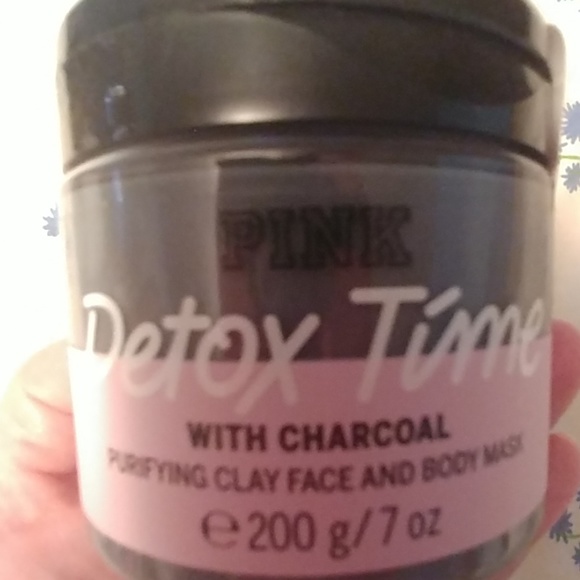 PINK
Detox Time
WITH CHARCOAL
PURIFYING CLAY FACE AND BODY MASK
℮ 200 g/7 oz